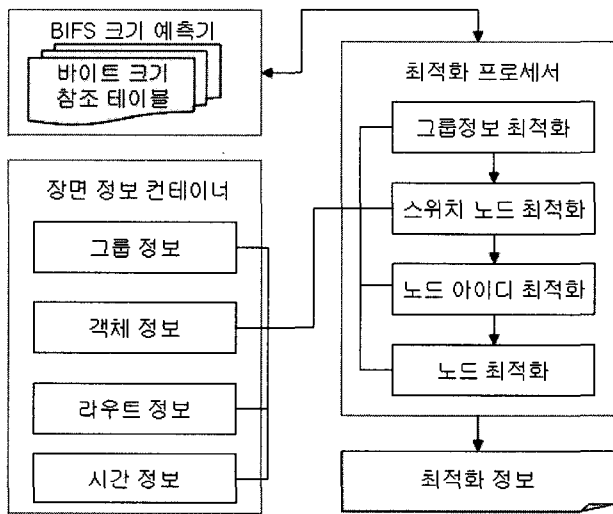 BIFS 크기 예측기
바이트 크기
참조 테이블
장면 정보 컨테이너
그룹 정보
객체 정보
라우트 정보
시간 정보
최적화 프로세서
그룹정보 최적화
스위치 노드 최적화
노드 아이디 최적화
노드 최적화
최적화 정보